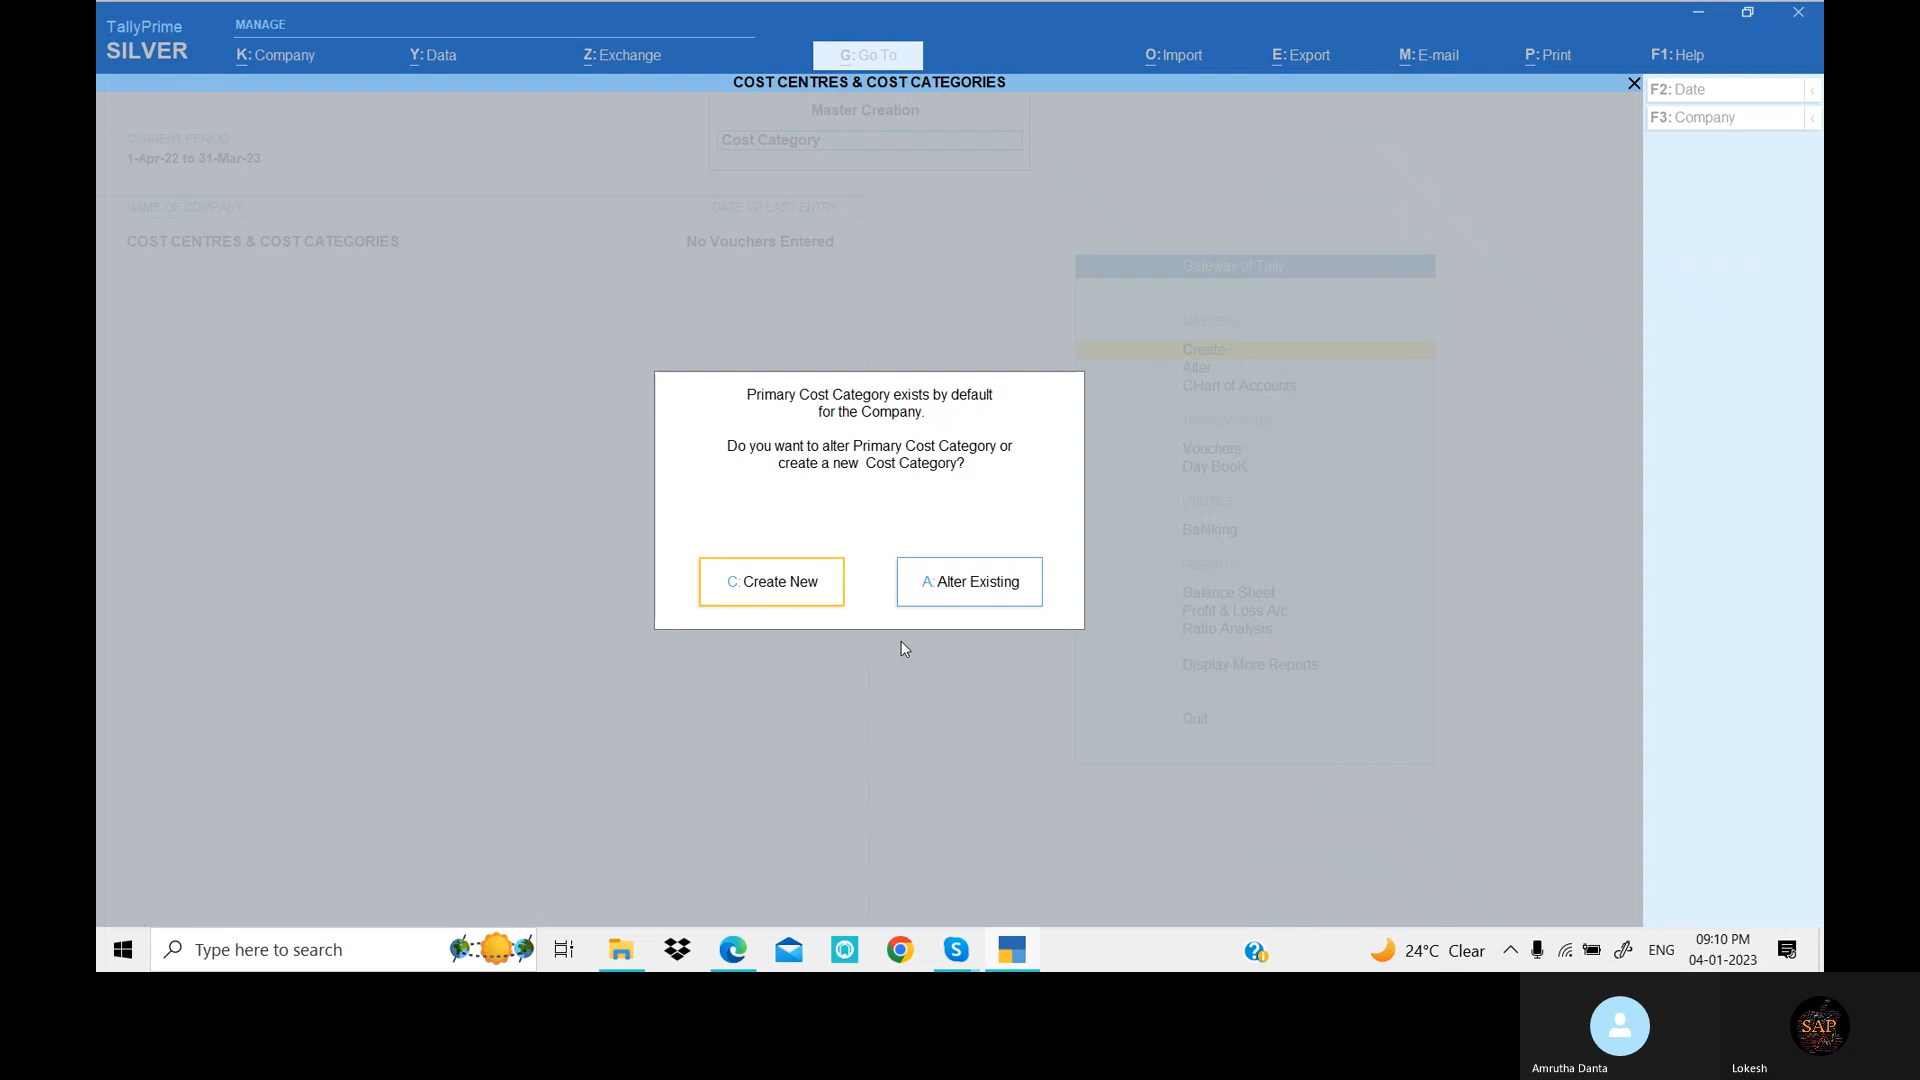 TallyPrime
SILVER
MANAGE
K: Company
Y: Data
Z: Exchange
G: Go To
O: Import
E: Export
M: E-mail
P: Print
F1: Help
COST CENTRES & COST CATEGORIES
F2: Date
F3: Company
Master Creation
Cost Category
CURRENT PERIOD
1-Apr-22 to 31-Mar-23
NAME OF COMPANY
DATE OF LAST ENTRY
COST CENTRES & COST CATEGORIES
No Vouchers Entered
Gateway of Tally
MASTERS
Create
Alter
CHart of Accounts
TRANSACTIONS
Vouchers
Day BooK
UTILITIES
BaNking
REPORTS
Balance Sheet
Profit & Loss A/c
Ratio Analysis
Display More Reports
Quit
Primary Cost Category exists by default
for the Company.
Do you want to alter Primary Cost Category or
create a new Cost Category?
C: Create New
A: Alter Existing
Type here to search
24°C Clear
ENG
09:10 PM
04-01-2023
SAP
Amrutha Danta
Lokesh